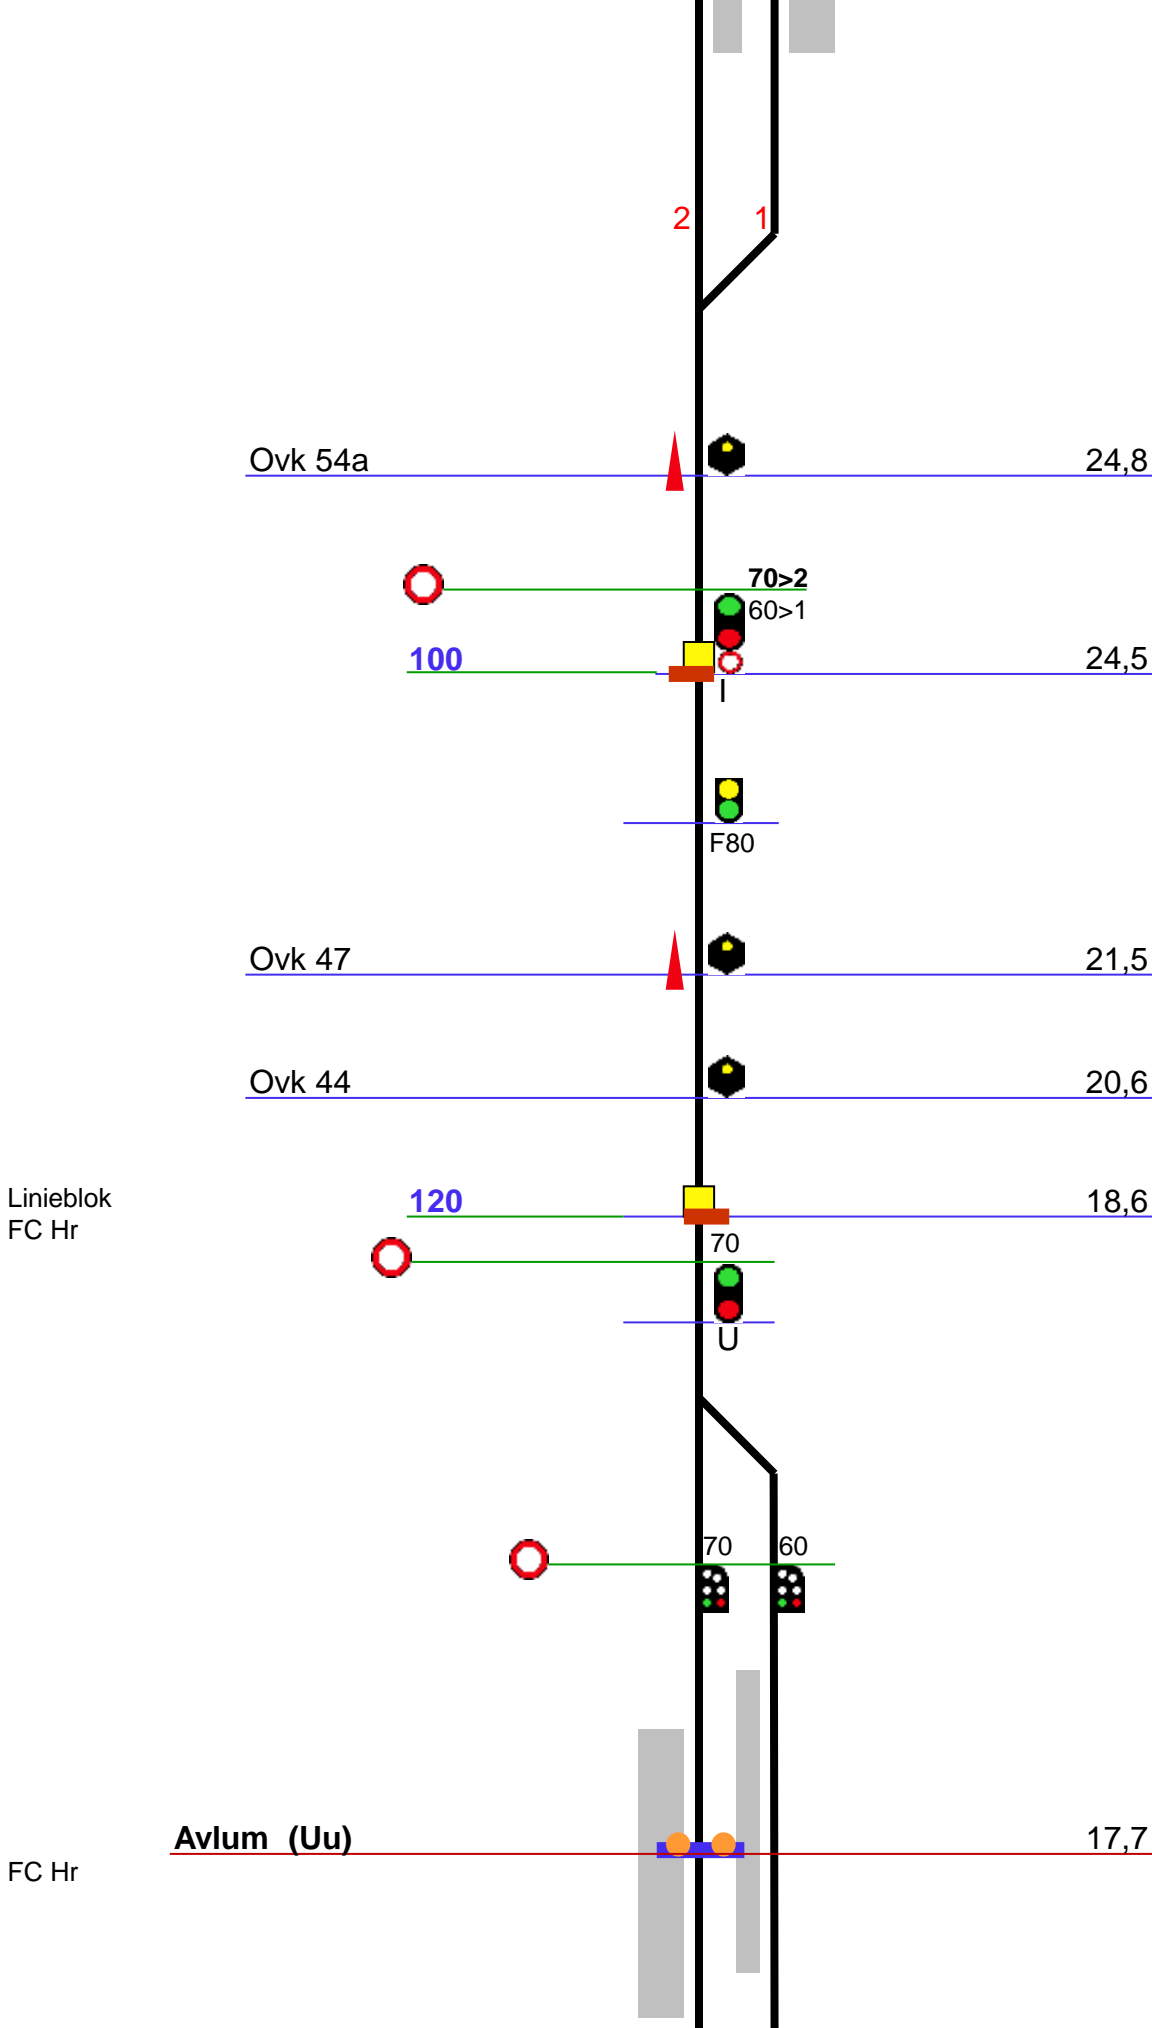 2 1
Ovk 54a 24,8
70>2
60>1
100 24,5
I
F80
Ovk 47 21,5
Ovk 44 20,6
Linieblok
FC Hr
120 18,6
70
U
70 60
Avlum (Uu) 17,7
FC Hr